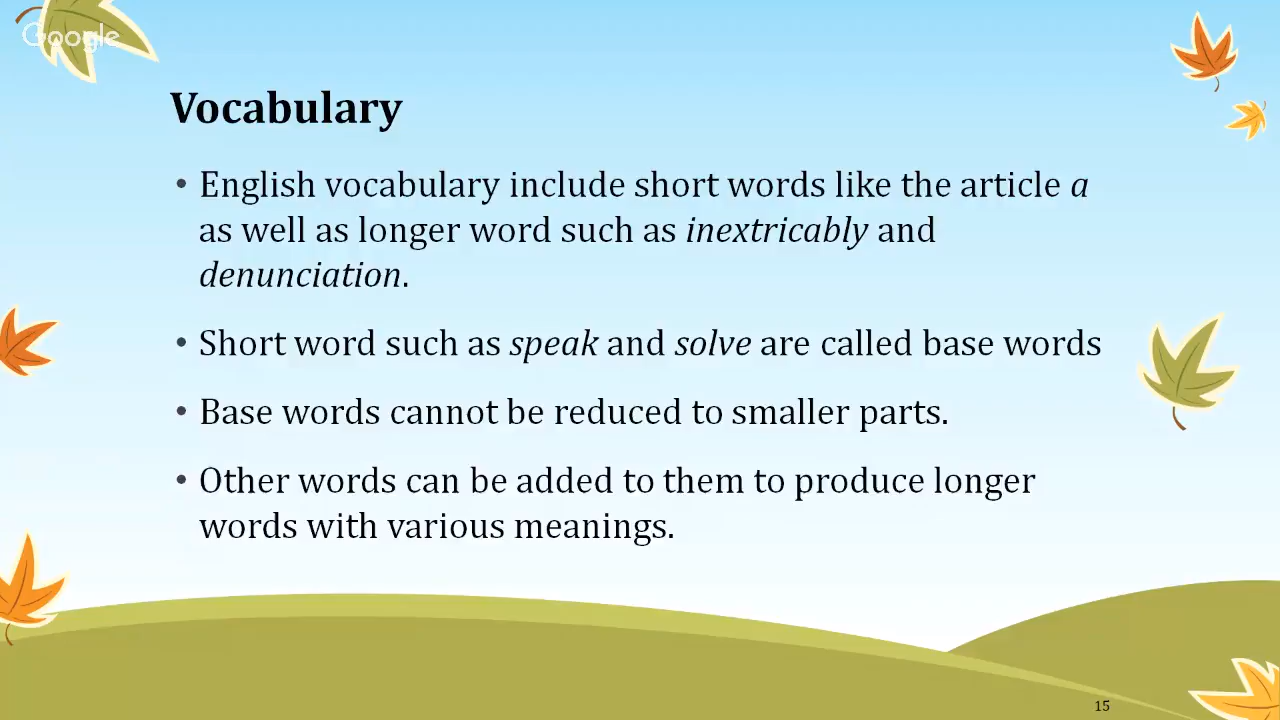 Google
Vocabulary
• English vocabulary include short words like the article a
as well as longer word such as inextricably and
denunciation.
• Short word such as speak and solve are called base words
• Base words cannot be reduced to smaller parts.
• Other words can be added to them to produce longer
words with various meanings.
15